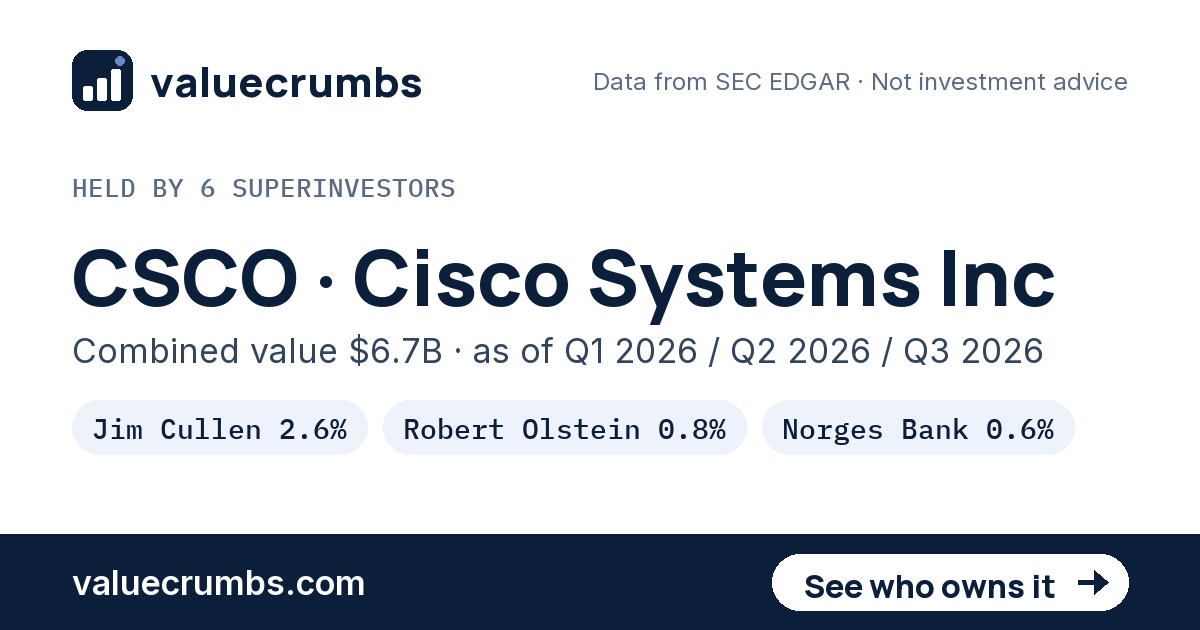 valuecrumbs
Data from SEC EDGAR · Not investment advice
HELD BY 6 SUPERINVESTORS
CSCO · Cisco Systems Inc
Combined value $6.7B · as of Q1 2026 / Q2 2026 / Q3 2026
Jim Cullen 2.6%
Robert Olstein 0.8%
Norges Bank 0.6%
valuecrumbs.com
See who owns it →